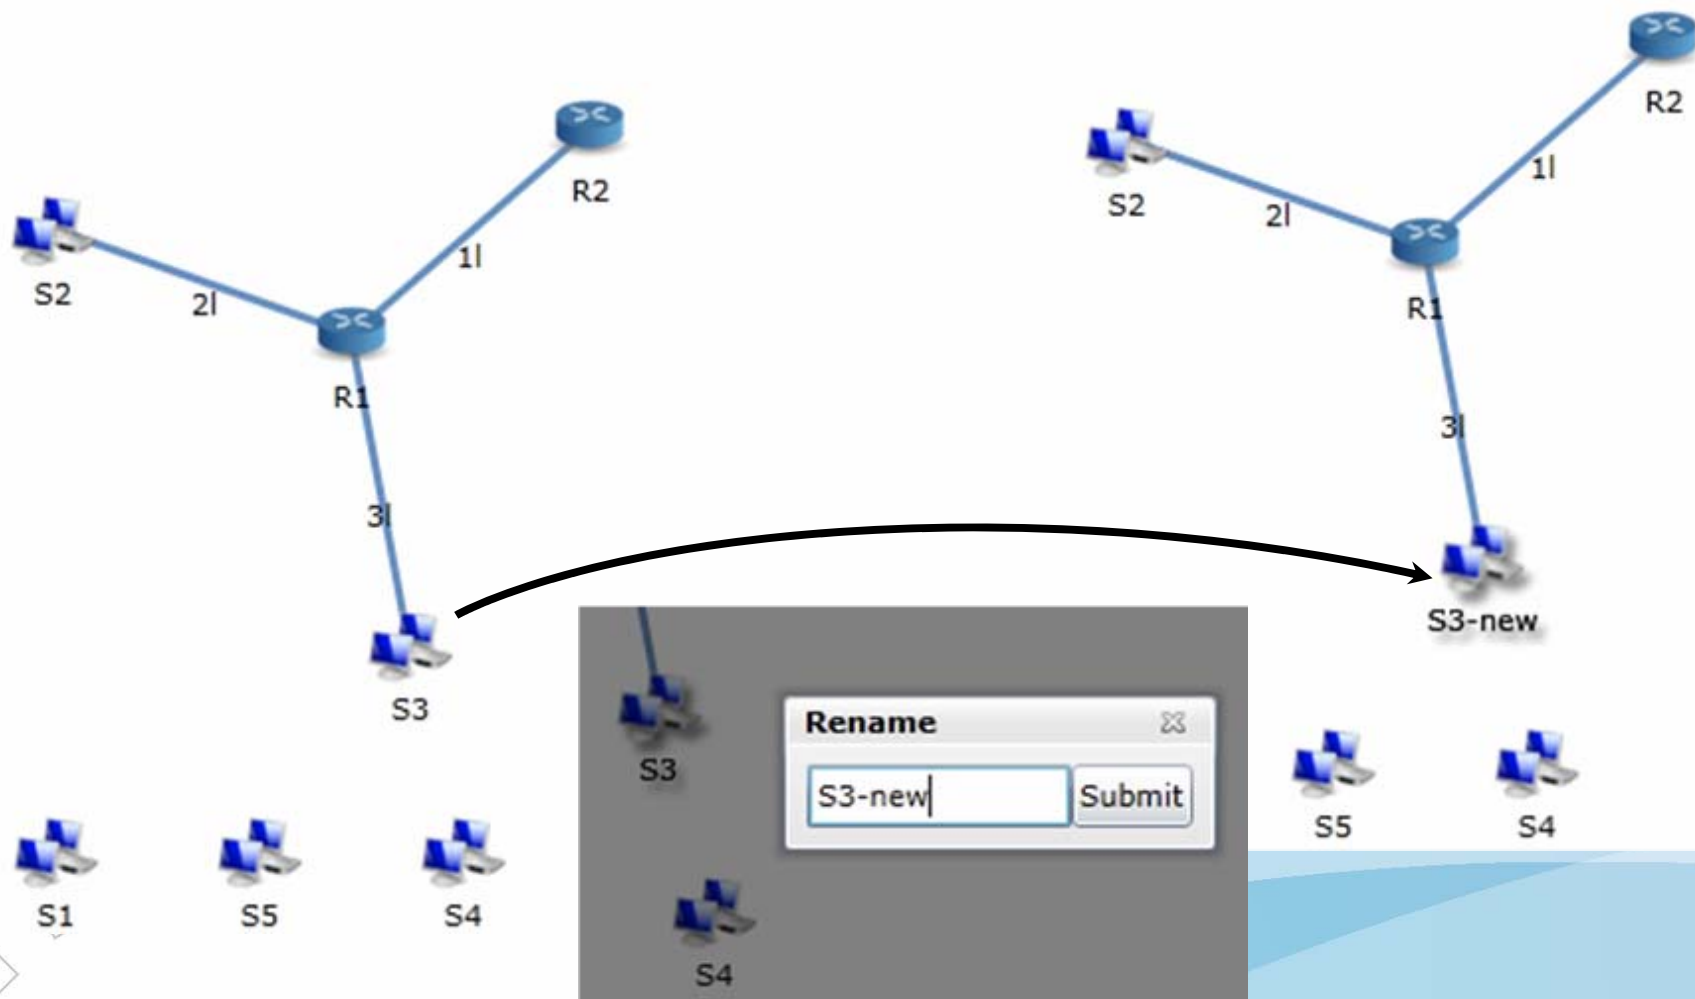 R2
1l
S2
2l
R1
3l
S3
S1
S5
S4
S3
Rename
S3-new
Submit
S4
R2
1l
S2
2l
R1
3l
S3-new
S5
S4